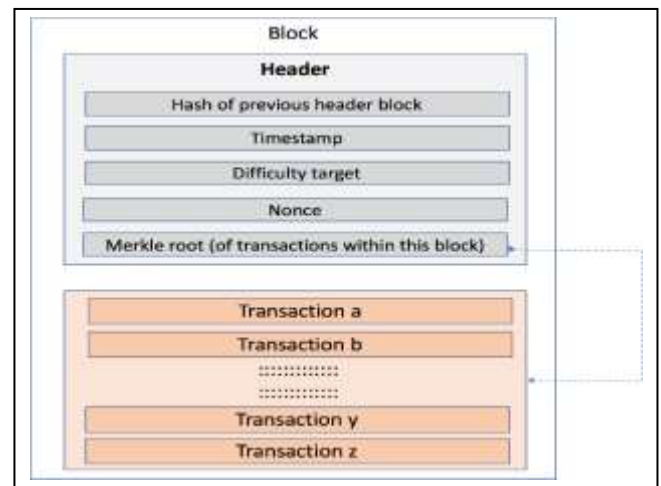 Block
Header
Hash of previous header block
Timestamp
Difficulty target
Nonce
Merkle root (of transactions within this block)
Transaction a
Transaction b
:::::::::::::
:::::::::::::
Transaction y
Transaction z